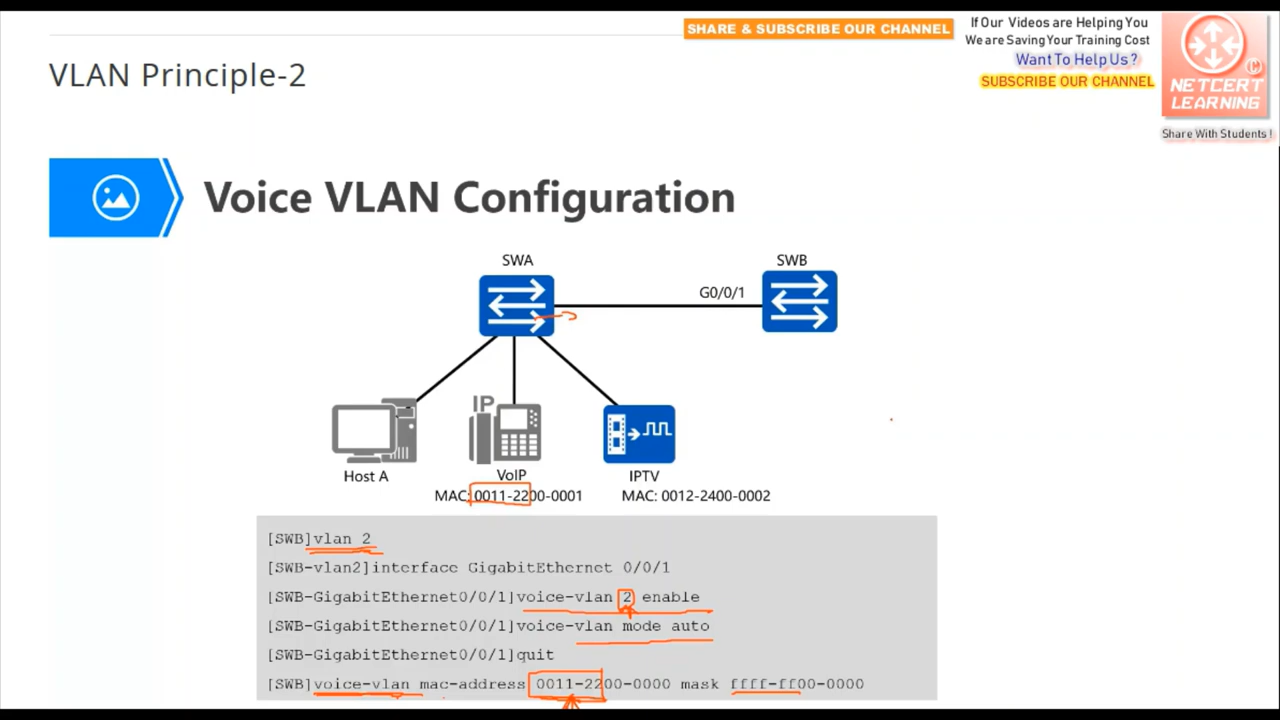 SHARE & SUBSCRIBE OUR CHANNEL
If Our Videos are Helping You
We are Saving Your Training Cost
Want To Help Us ?
SUBSCRIBE OUR CHANNEL
NETCERT
LEARNING
C
Share With Students !
VLAN Principle-2
Voice VLAN Configuration
SWA
SWB
G0/0/1
IP
Host A
VoIP
IPTV
MAC: 0011-2200-0001
MAC: 0012-2400-0002
[SWB]vlan 2
[SWB-vlan2]interface GigabitEthernet 0/0/1
[SWB-GigabitEthernet0/0/1]voice-vlan 2 enable
[SWB-GigabitEthernet0/0/1]voice-vlan mode auto
[SWB-GigabitEthernet0/0/1]quit
[SWB]voice-vlan mac-address 0011-2200-0000 mask ffff-ff00-0000